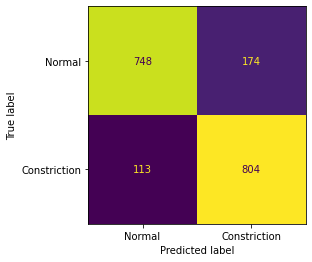 True label
Normal
748
174
Constriction
113
804
Normal
Constriction
Predicted label